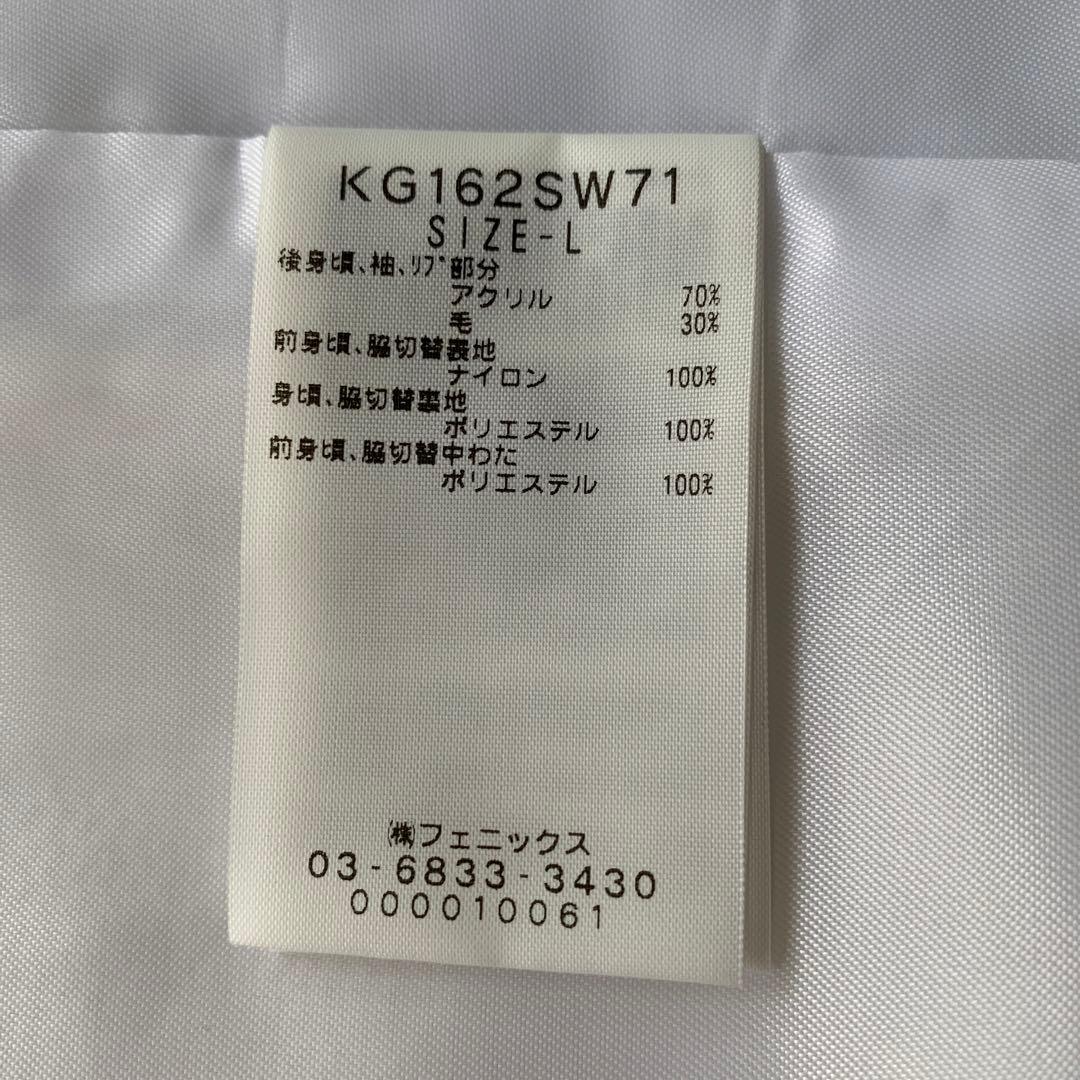 KG162SW71
SIZE-L
後身頃、袖、ﾘﾌﾞ部分
アクリル 70%
毛 30%
前身頃、脇切替表地
ナイロン 100%
身頃、脇切替裏地
ポリエステル 100%
前身頃、脇切替中わた
ポリエステル 100%
㈱フェニックス
03-6833-3430
000010061